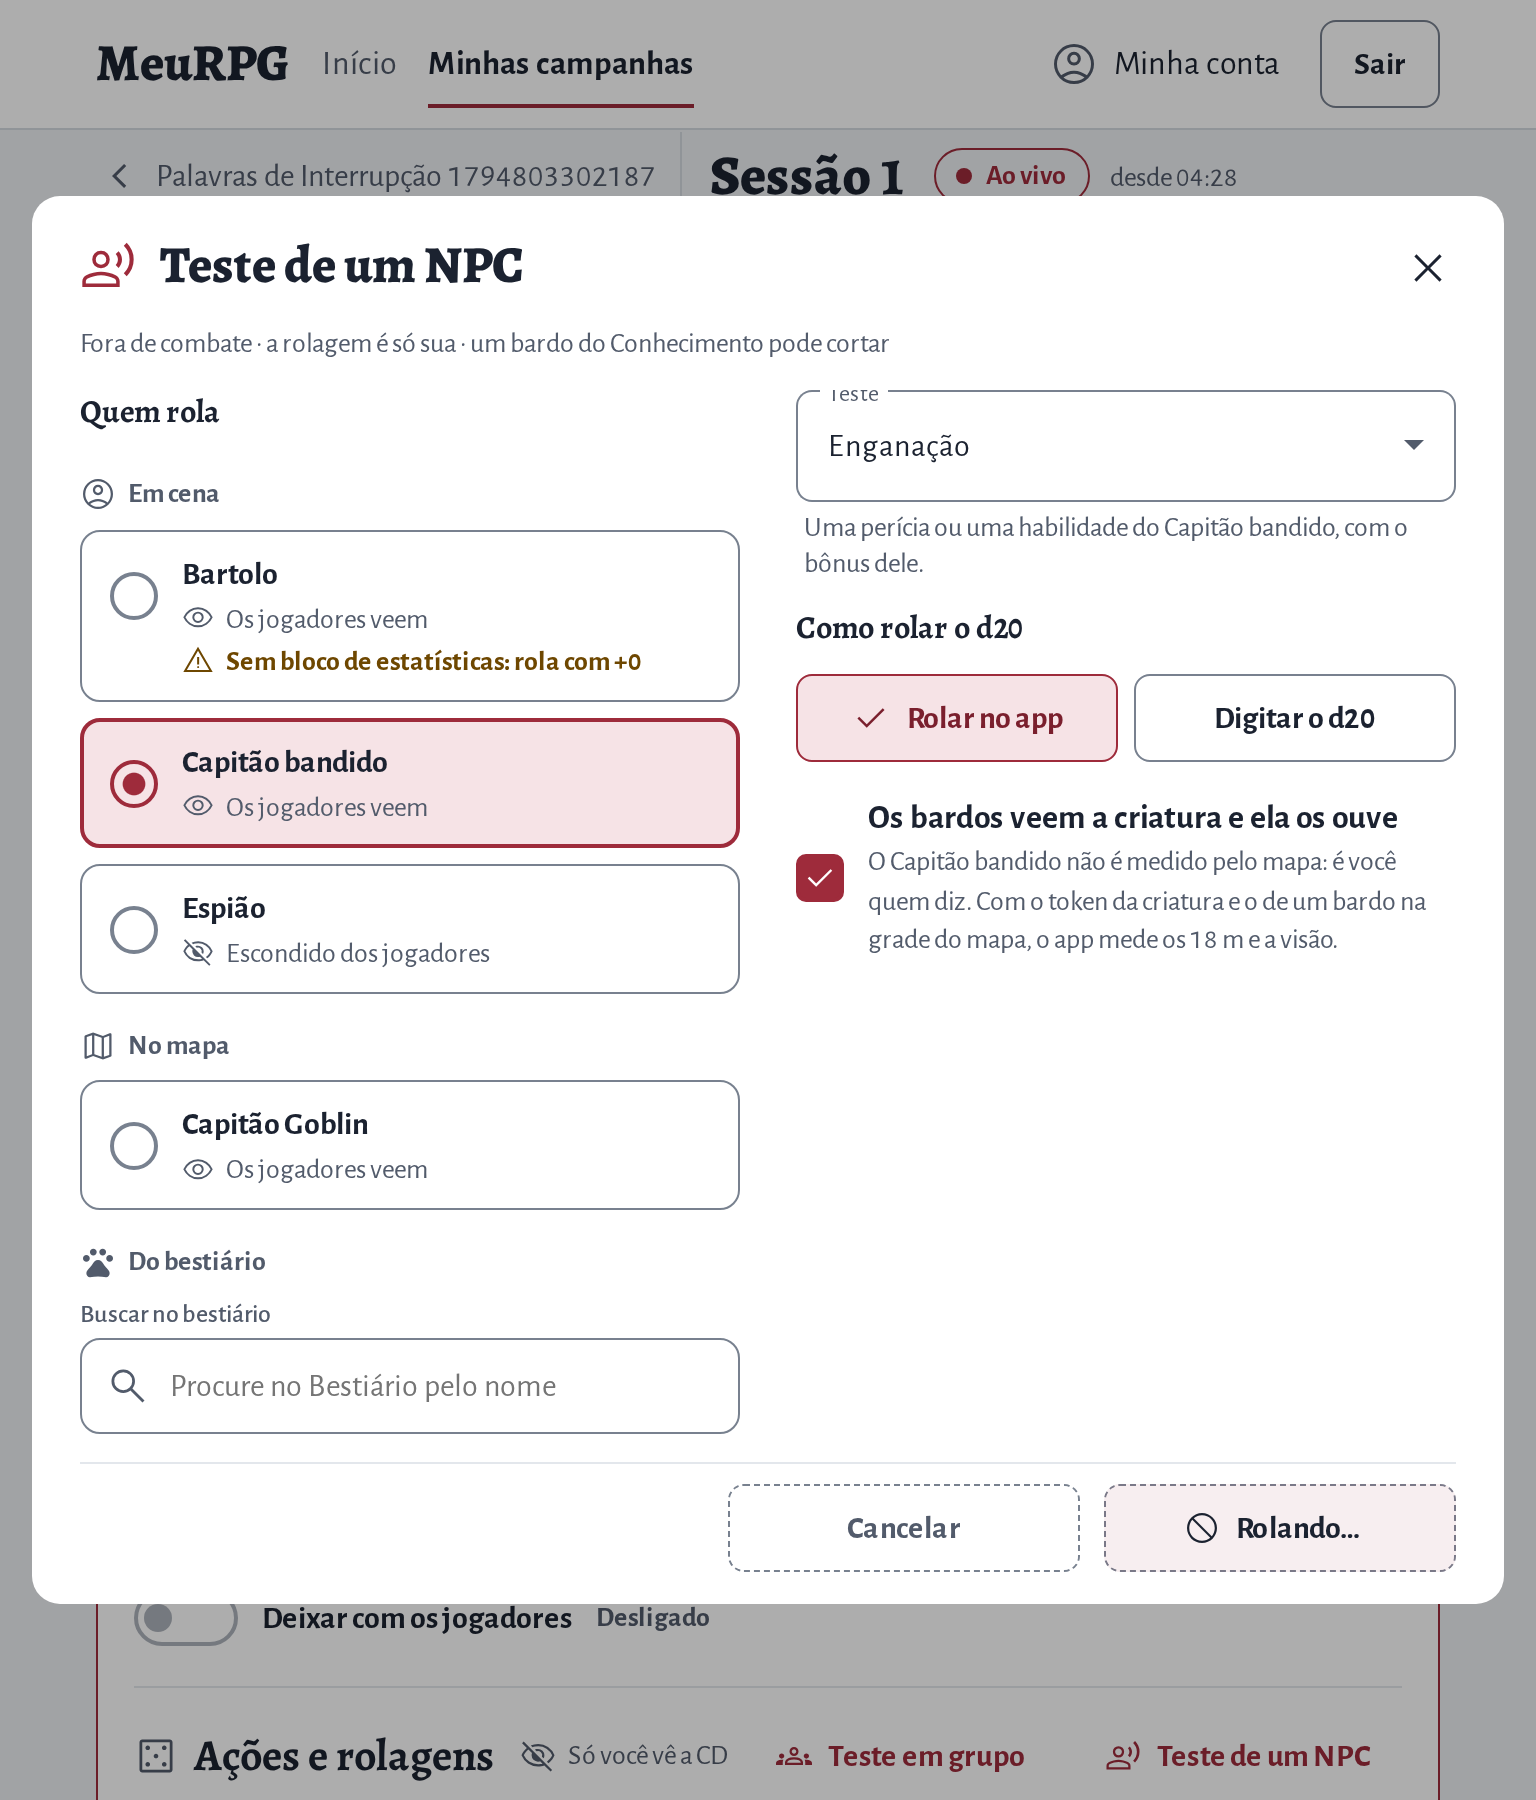 MeuRPG
Início
Minhas campanhas
Minha conta
Sair
Palavras de Interrupção 1794803302187
Sessão 1
Ao vivo
desde 04:28
Teste de um NPC
Fora de combate · a rolagem é só sua · um bardo do Conhecimento pode cortar
Quem rola
Em cena
Bartolo
Os jogadores veem
Sem bloco de estatísticas: rola com +0
Capitão bandido
Os jogadores veem
Espião
Escondido dos jogadores
No mapa
Capitão Goblin
Os jogadores veem
Do bestiário
Buscar no bestiário
Procure no Bestiário pelo nome
Teste
Enganação
Uma perícia ou uma habilidade do Capitão bandido, com o
bônus dele.
Como rolar o d20
Rolar no app
Digitar o d20
Os bardos veem a criatura e ela os ouve
O Capitão bandido não é medido pelo mapa: é você
quem diz. Com o token da criatura e o de um bardo na
grade do mapa, o app mede os 18 m e a visão.
Cancelar
Rolando...
Deixar com os jogadores
Desligado
Ações e rolagens
Só você vê a CD
Teste em grupo
Teste de um NPC